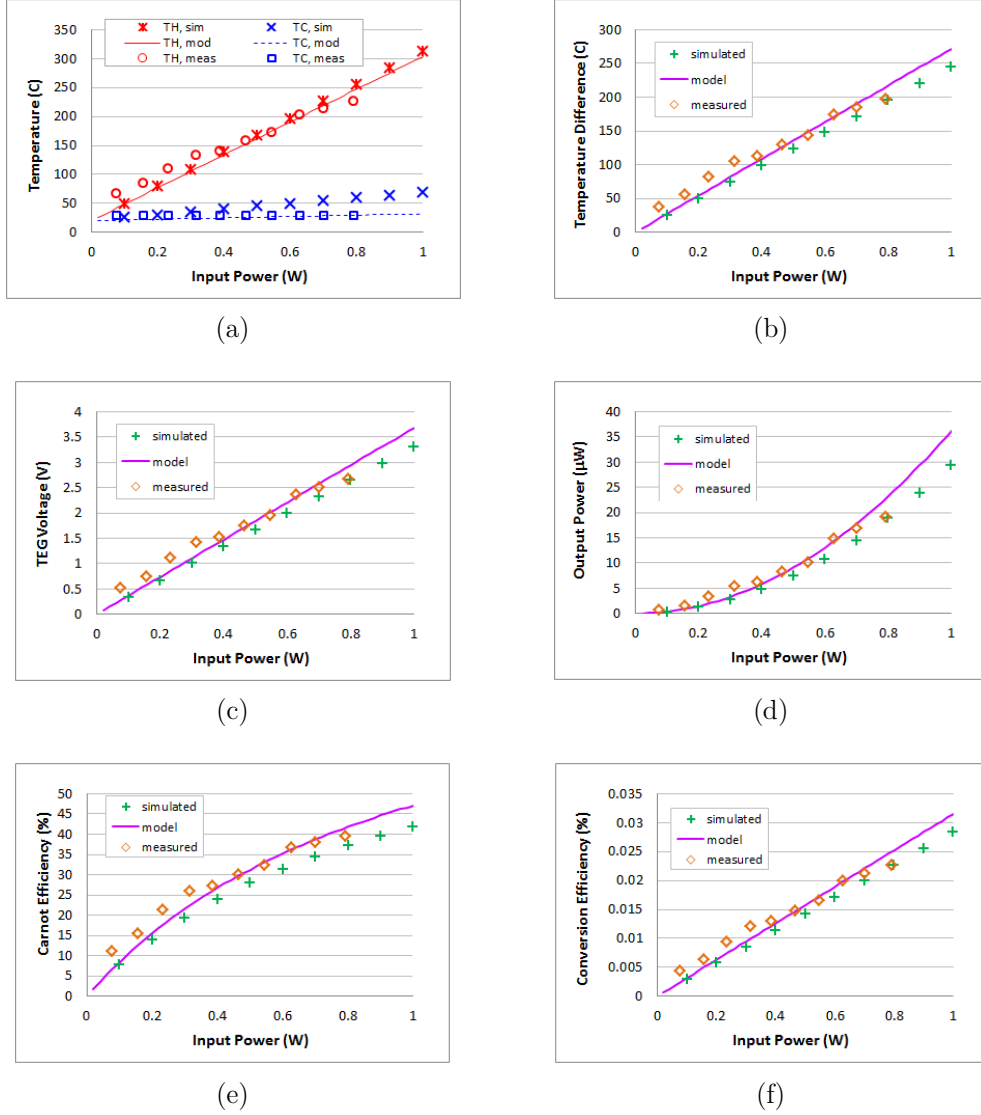 TH, sim TC, sim
TH, mod TC, mod
TH, meas TC, meas
350
300
250
200
150
100
50
0
0 0.2 0.4 0.6 0.8 1
Temperature (C)
Input Power (W)
(a)
300
250
200
150
100
50
0
simulated
model
measured
0 0.2 0.4 0.6 0.8 1
Temperature Difference (C)
Input Power (W)
(b)
4
3.5
3
2.5
2
1.5
1
0.5
0
simulated
model
measured
0 0.2 0.4 0.6 0.8 1
TEG Voltage (V)
Input Power (W)
(c)
40
35
30
25
20
15
10
5
0
simulated
model
measured
0 0.2 0.4 0.6 0.8 1
Output Power (μW)
Input Power (W)
(d)
50
45
40
35
30
25
20
15
10
5
0
simulated
model
measured
0 0.2 0.4 0.6 0.8 1
Carnot Efficiency (%)
Input Power (W)
(e)
0.035
0.03
0.025
0.02
0.015
0.01
0.005
0
simulated
model
measured
0 0.2 0.4 0.6 0.8 1
Conversion Efficiency (%)
Input Power (W)
(f)